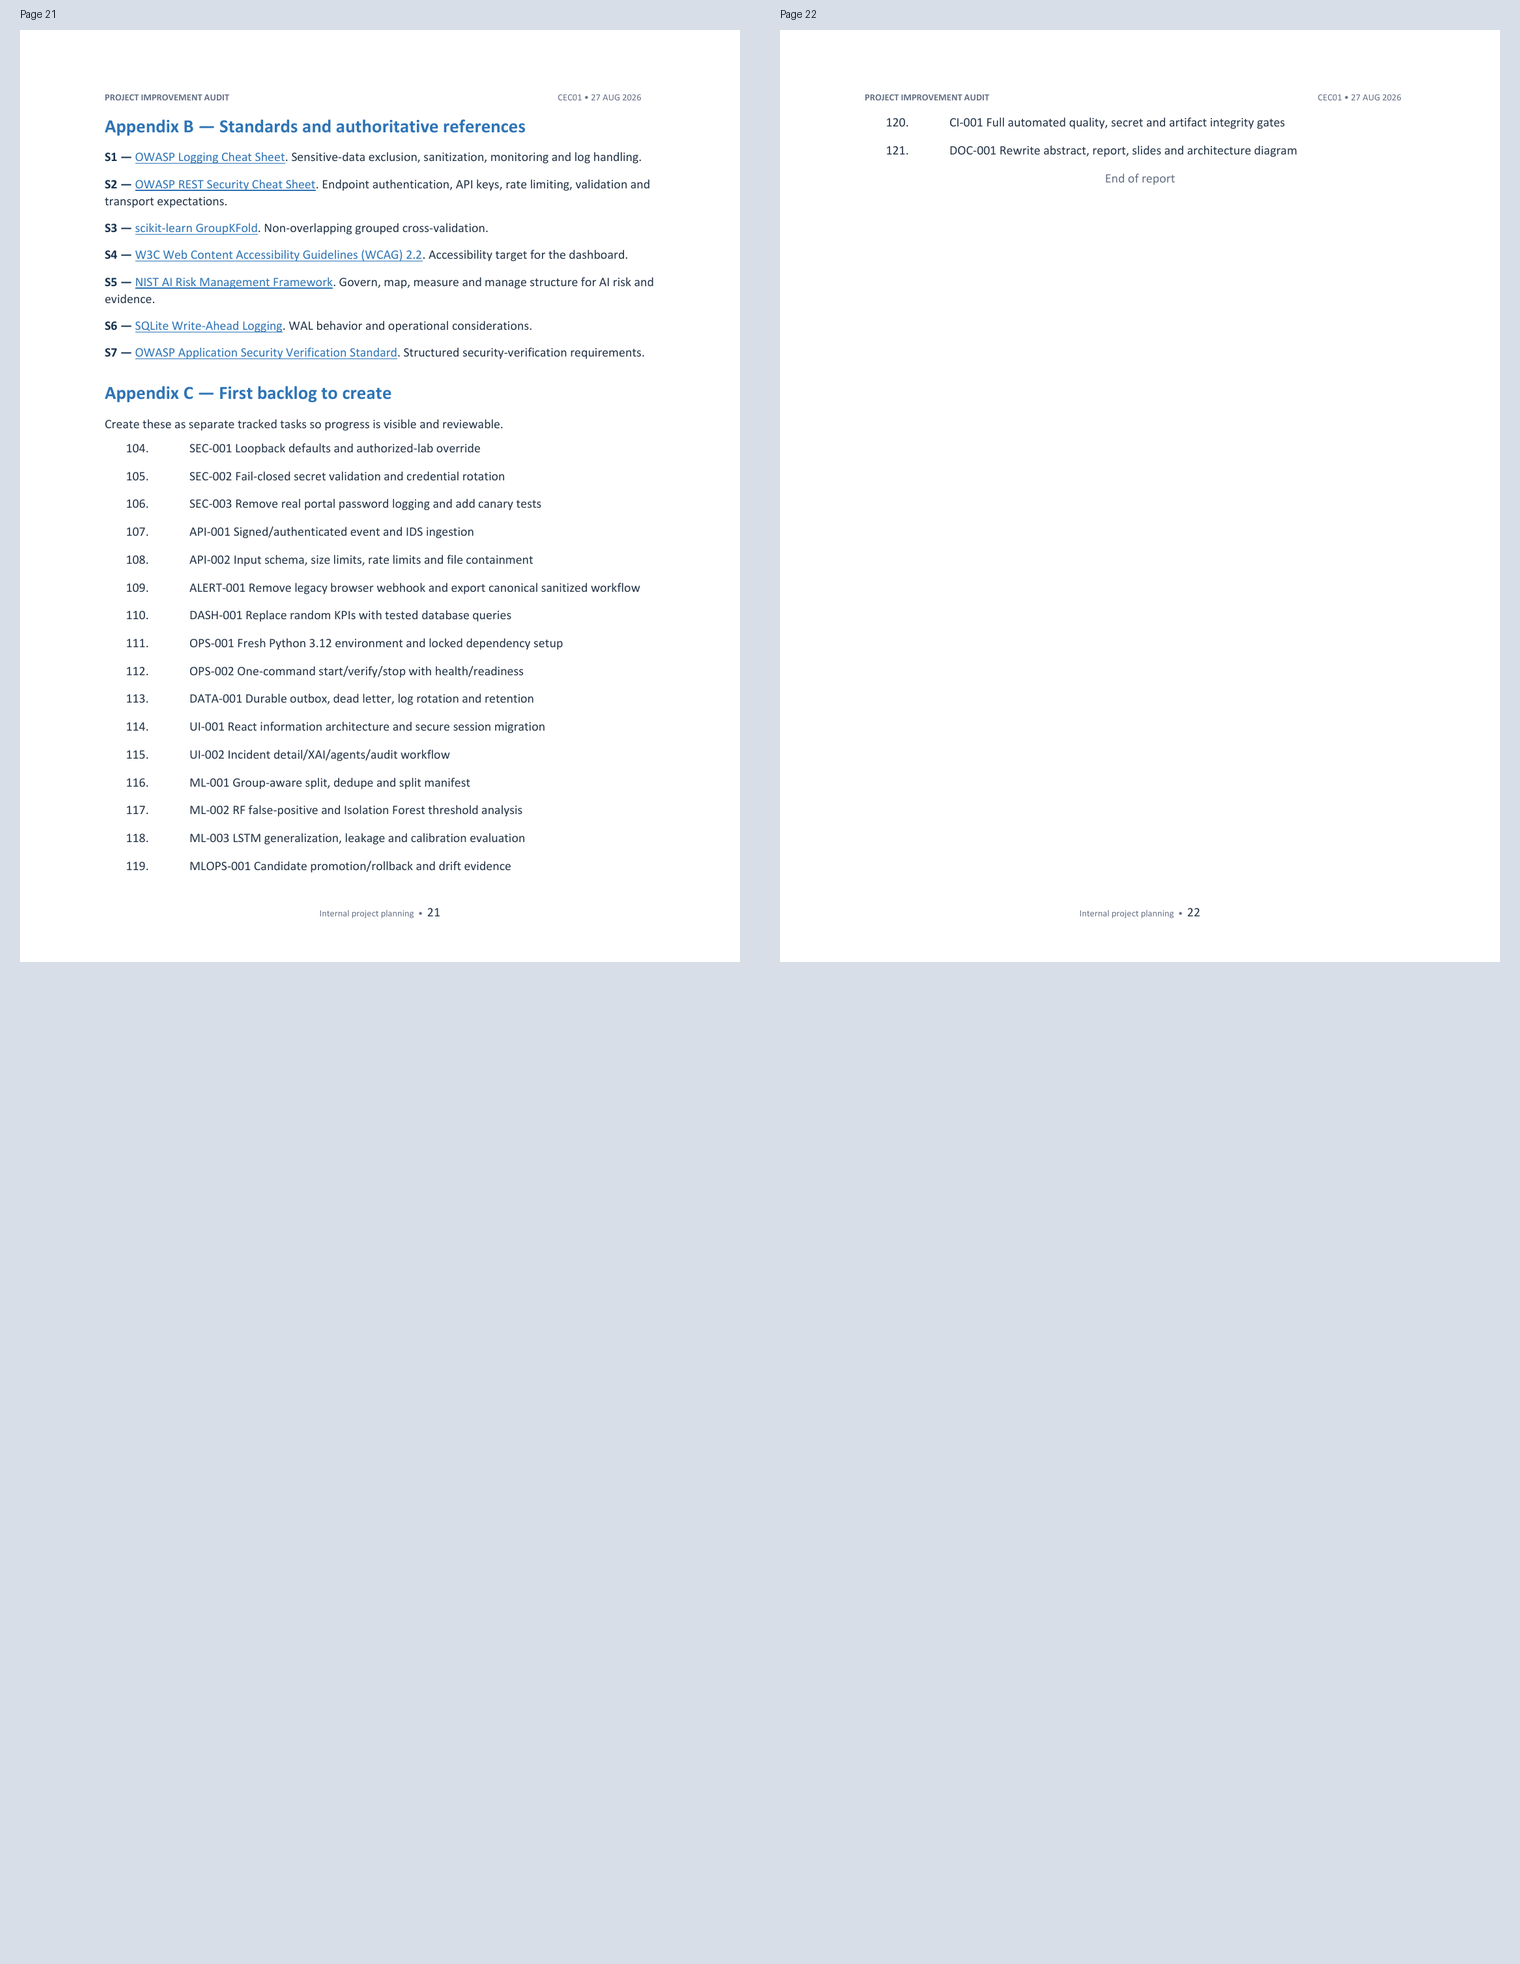 Page 21
PROJECT IMPROVEMENT AUDIT CEC01 • 27 AUG 2026
Appendix B — Standards and authoritative references
S1 — OWASP Logging Cheat Sheet. Sensitive-data exclusion, sanitization, monitoring and log handling.
S2 — OWASP REST Security Cheat Sheet. Endpoint authentication, API keys, rate limiting, validation and
transport expectations.
S3 — scikit-learn GroupKFold. Non-overlapping grouped cross-validation.
S4 — W3C Web Content Accessibility Guidelines (WCAG) 2.2. Accessibility target for the dashboard.
S5 — NIST AI Risk Management Framework. Govern, map, measure and manage structure for AI risk and
evidence.
S6 — SQLite Write-Ahead Logging. WAL behavior and operational considerations.
S7 — OWASP Application Security Verification Standard. Structured security-verification requirements.
Appendix C — First backlog to create
Create these as separate tracked tasks so progress is visible and reviewable.
104. SEC-001 Loopback defaults and authorized-lab override
105. SEC-002 Fail-closed secret validation and credential rotation
106. SEC-003 Remove real portal password logging and add canary tests
107. API-001 Signed/authenticated event and IDS ingestion
108. API-002 Input schema, size limits, rate limits and file containment
109. ALERT-001 Remove legacy browser webhook and export canonical sanitized workflow
110. DASH-001 Replace random KPIs with tested database queries
111. OPS-001 Fresh Python 3.12 environment and locked dependency setup
112. OPS-002 One-command start/verify/stop with health/readiness
113. DATA-001 Durable outbox, dead letter, log rotation and retention
114. UI-001 React information architecture and secure session migration
115. UI-002 Incident detail/XAI/agents/audit workflow
116. ML-001 Group-aware split, dedupe and split manifest
117. ML-002 RF false-positive and Isolation Forest threshold analysis
118. ML-003 LSTM generalization, leakage and calibration evaluation
119. MLOPS-001 Candidate promotion/rollback and drift evidence
Internal project planning • 21
Page 22
PROJECT IMPROVEMENT AUDIT CEC01 • 27 AUG 2026
120. CI-001 Full automated quality, secret and artifact integrity gates
121. DOC-001 Rewrite abstract, report, slides and architecture diagram
End of report
Internal project planning • 22